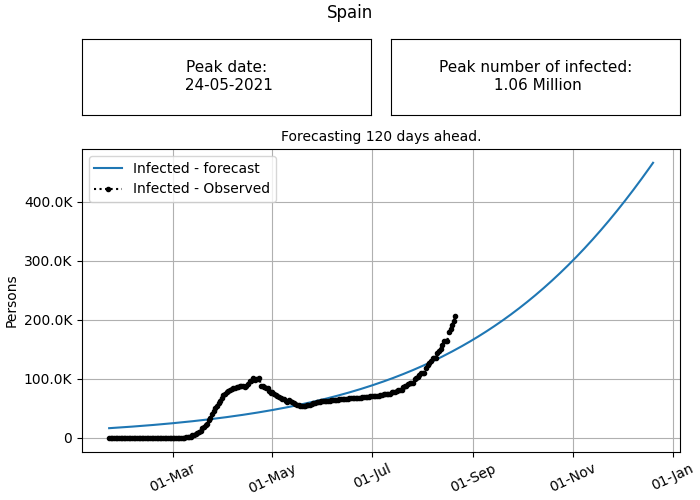 Spain
Peak date:
24-05-2021
Peak number of infected:
1.06 Million
Forecasting 120 days ahead.
Infected - forecast
Infected - Observed
Persons
400.0K
300.0K
200.0K
100.0K
0
01-Mar
01-May
01-Jul
01-Sep
01-Nov
01-Jan